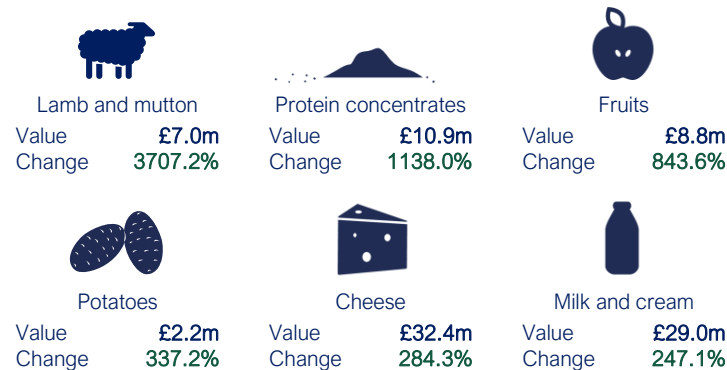 Lamb and mutton
Value £7.0m
Change 3707.2%
Protein concentrates
Value £10.9m
Change 1138.0%
Fruits
Value £8.8m
Change 843.6%
Potatoes
Value £2.2m
Change 337.2%
Cheese
Value £32.4m
Change 284.3%
Milk and cream
Value £29.0m
Change 247.1%